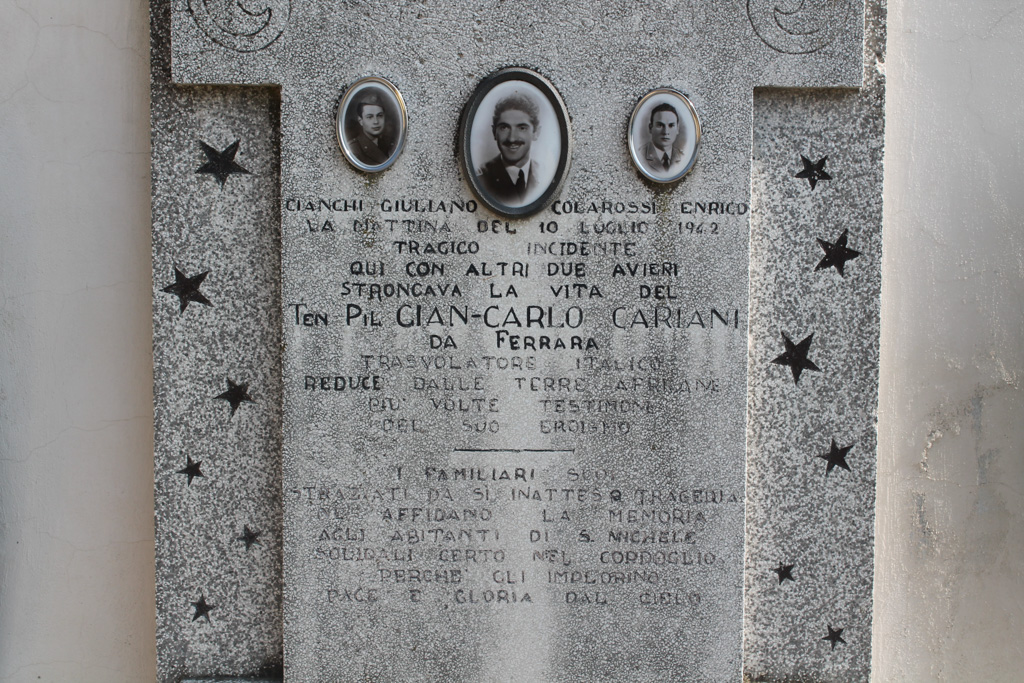 CIANCHI GIULIANO COLAROSSI ENRICO
LA MATTINA DEL 10 LUGLIO 1942
TRAGICO INCIDENTE
QUI CON ALTRI DUE AVIERI
STRONCAVA LA VITA DEL
TEN PIL GIAN-CARLO CARIANI
DA FERRARA
TRASVOLATORE ITALICO
REDUCE DALLE TERRE AFRICANE
PIU' VOLTE TESTIMONI
DEL SUO EROISMO
I FAMILIARI SUOI
STRAZIATI DA SI INATTESA TRAGEDIA
NE AFFIDANO LA MEMORIA
AGLI ABITANTI DI S. MICHELE
SOLIDALI CERTO NEL CORDOGLIO
PERCHE' GLI IMPLORINO
PACE E GLORIA DAL CIELO